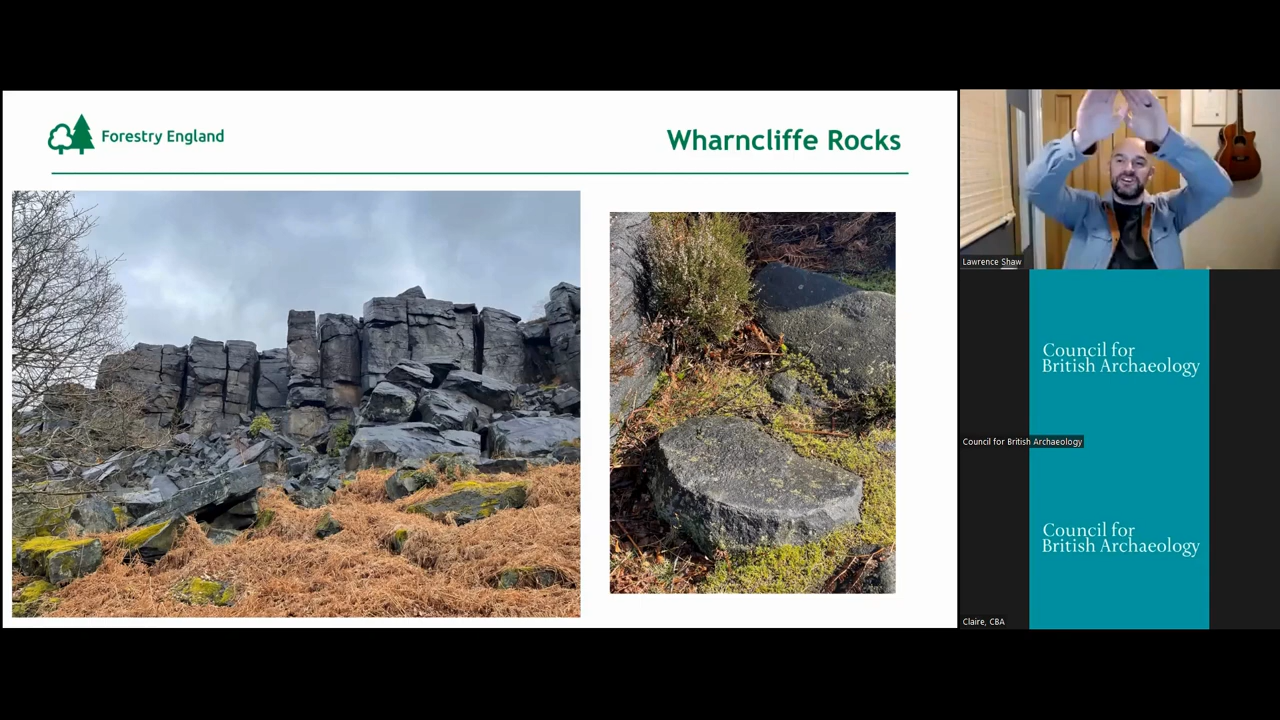 Forestry England
Wharncliffe Rocks
Lawrence Shaw
Council for
British Archaeology
Council for British Archaeology
Council for
British Archaeology
Claire, CBA